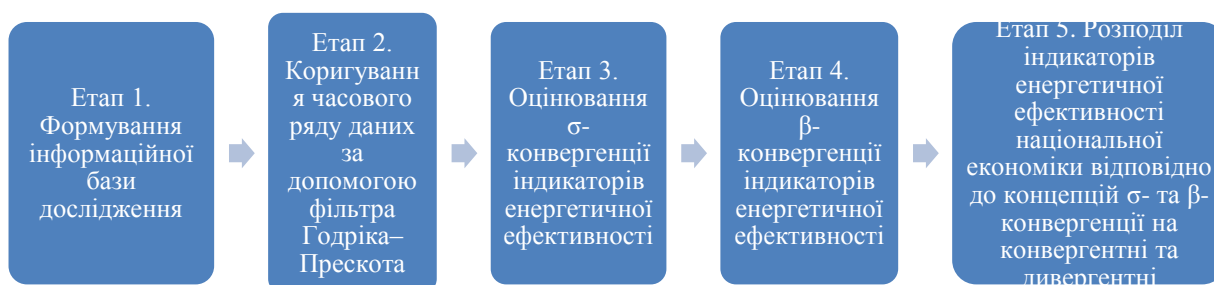 Етап 1.
Формування
інформаційної
бази
дослідження
Етап 2.
Коригуванн
я часового
ряду даних
за
допомогою
фільтра
Годріка–
Прескота
Етап 3.
Оцінювання
σ-
конвергенції
індикаторів
енергетичної
ефективності
Етап 4.
Оцінювання
β-
конвергенції
індикаторів
енергетичної
ефективності
Етап 5. Розподіл
індикаторів
енергетичної
ефективності
національної
економіки відповідно
до концепцій σ- та β-
конвергенції на
конвергентні та
дивергентні